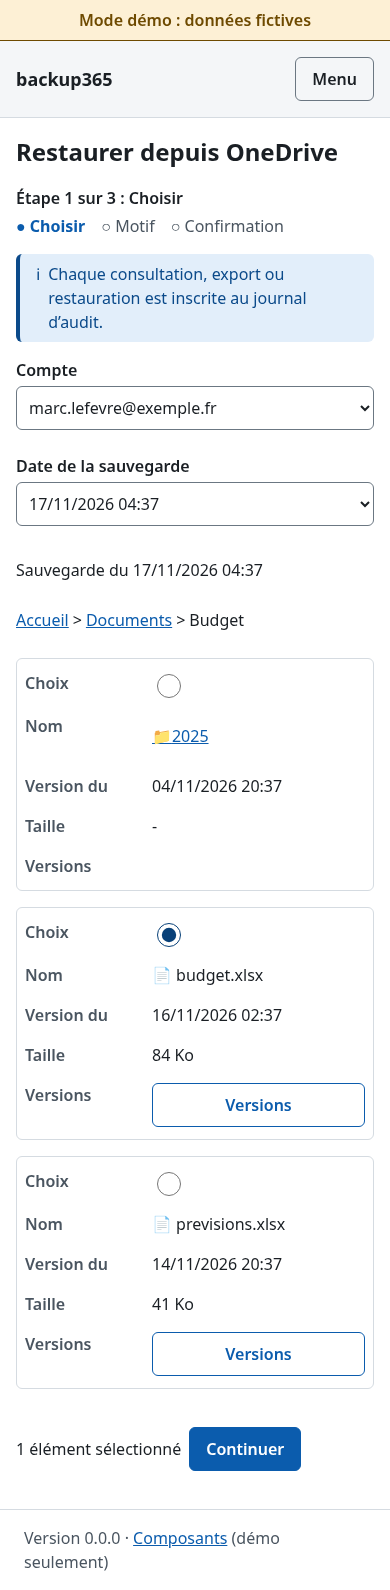 Mode démo : données fictives
backup365
Menu
Restaurer depuis OneDrive
Étape 1 sur 3 : Choisir
● Choisir ○ Motif ○ Confirmation
i Chaque consultation, export ou
restauration est inscrite au journal
d’audit.
Compte
marc.lefevre@exemple.fr
Date de la sauvegarde
17/11/2026 04:37
Sauvegarde du 17/11/2026 04:37
Accueil > Documents > Budget
Choix
Nom 📁2025
Version du 04/11/2026 20:37
Taille -
Versions
Choix
Nom 📄 budget.xlsx
Version du 16/11/2026 02:37
Taille 84 Ko
Versions Versions
Choix
Nom 📄 previsions.xlsx
Version du 14/11/2026 20:37
Taille 41 Ko
Versions Versions
1 élément sélectionné Continuer
Version 0.0.0 · Composants (démo
seulement)